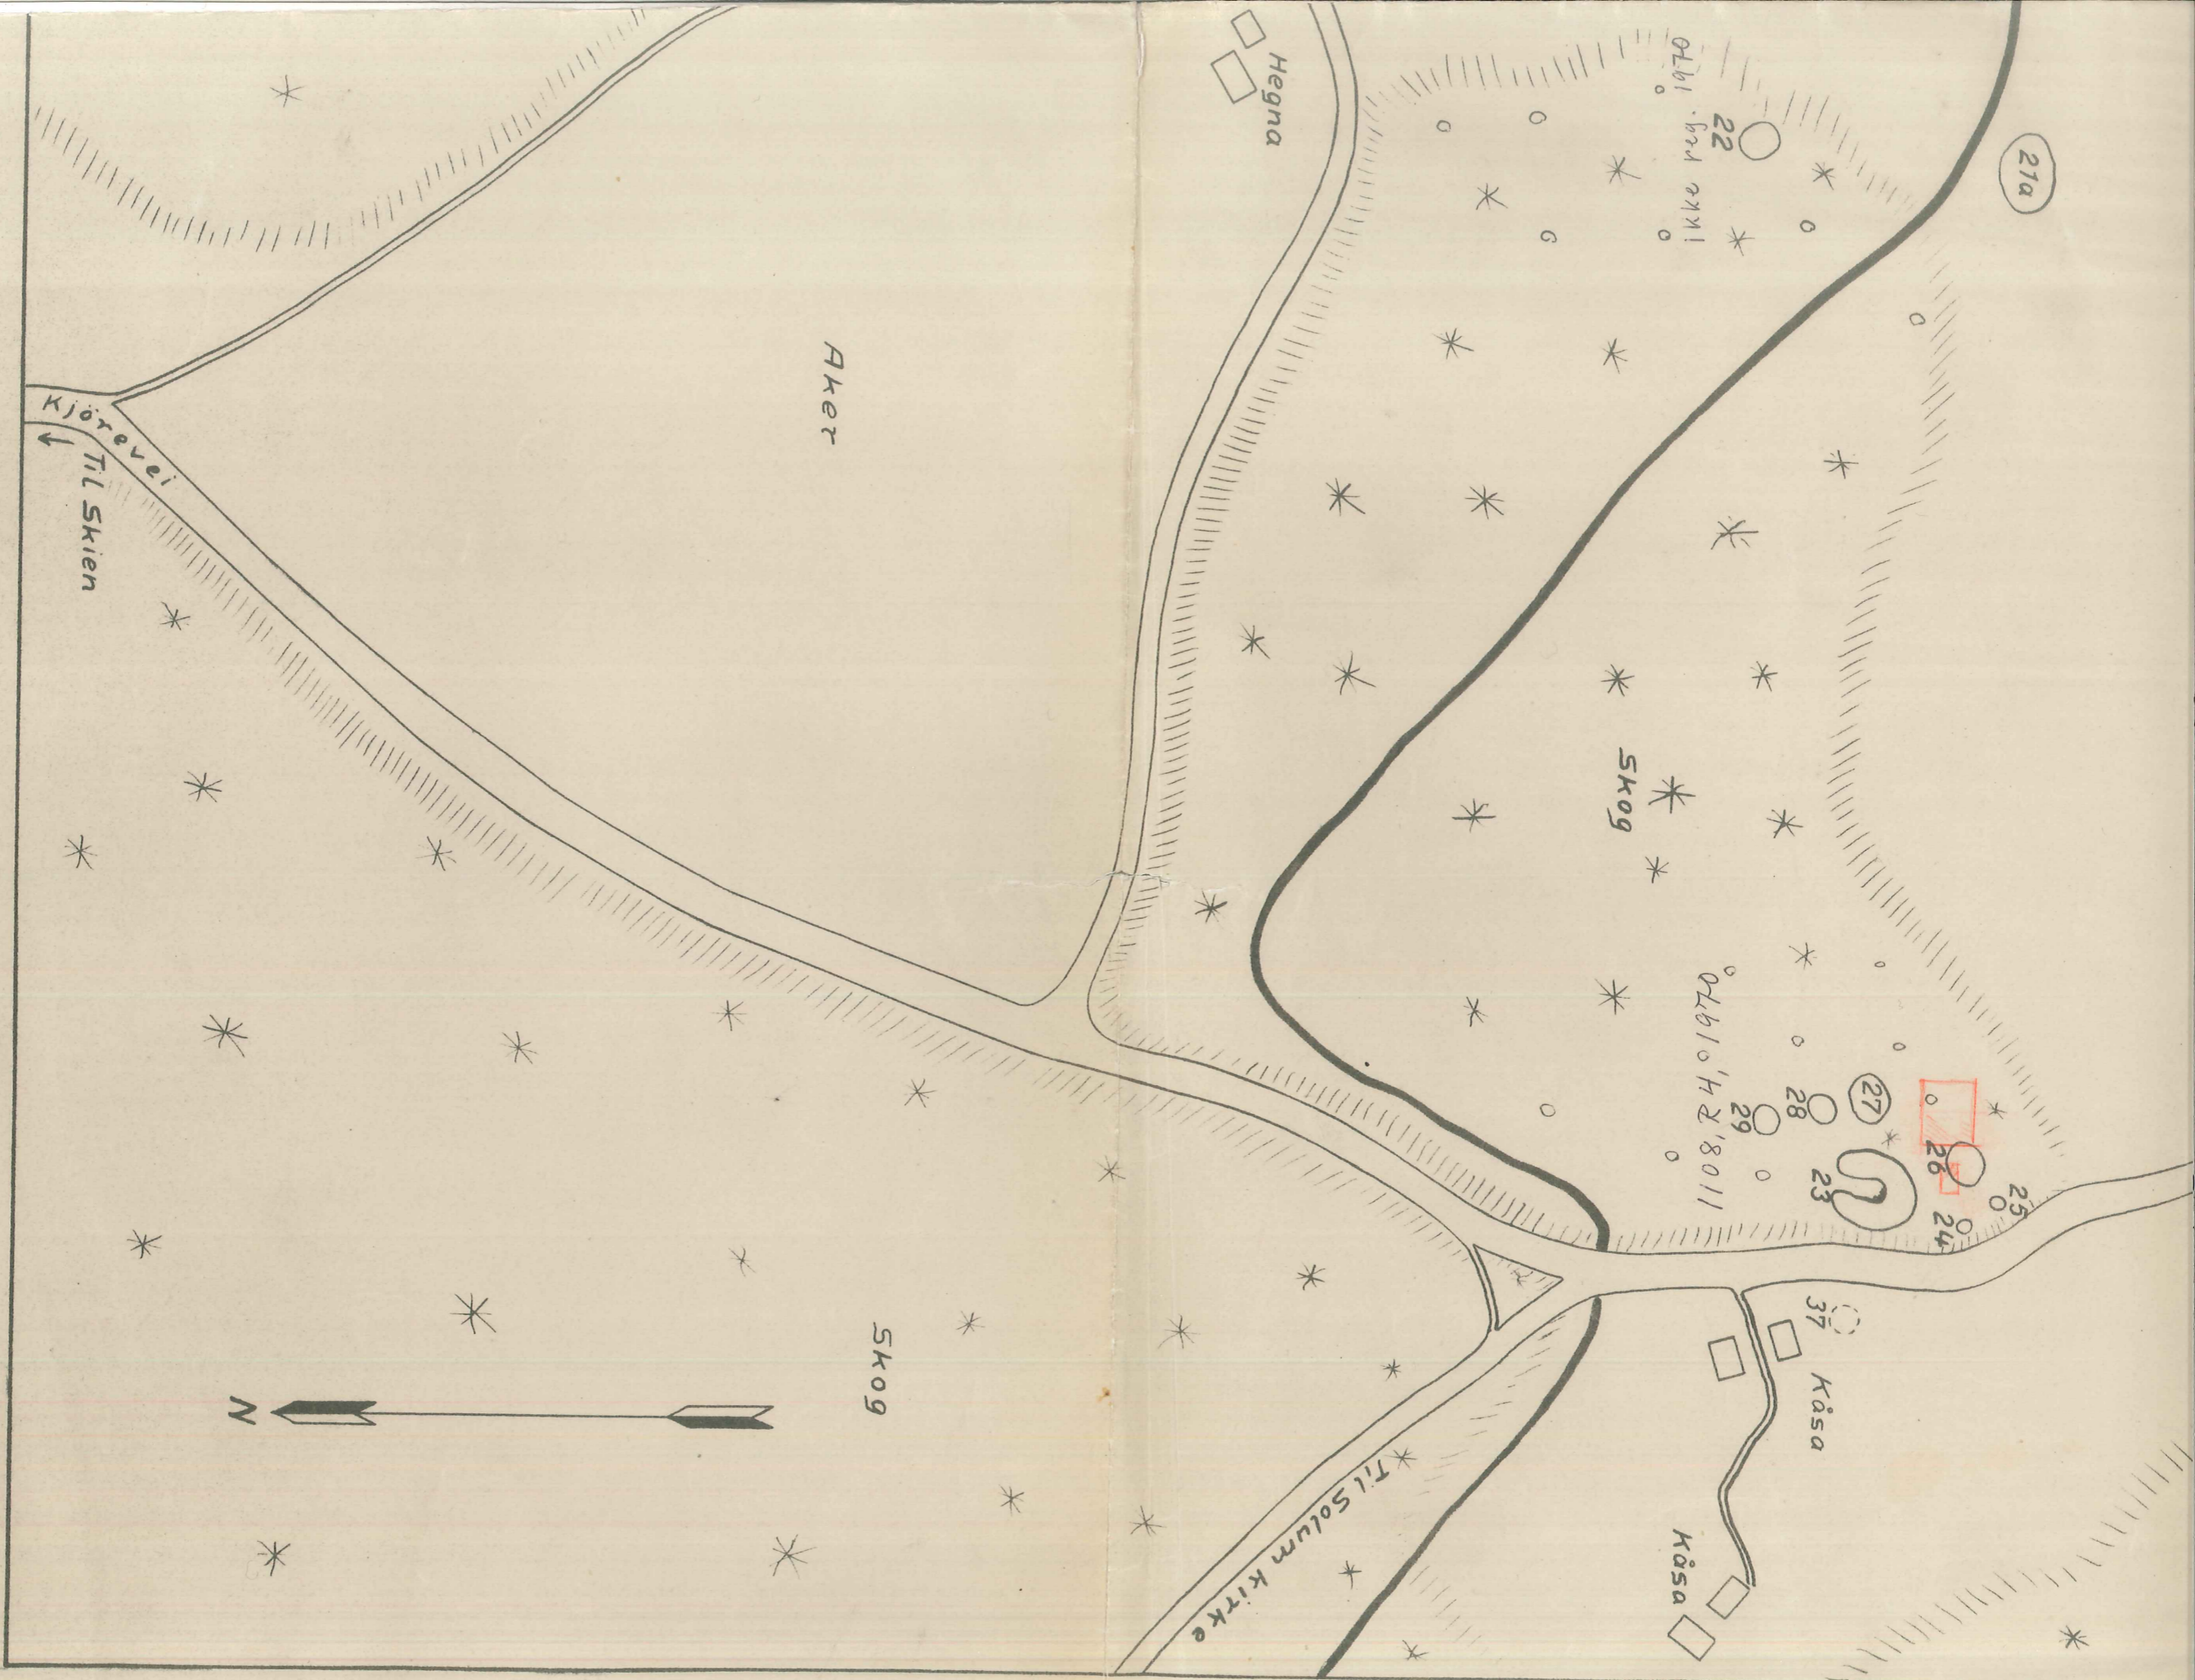 Hegna
ikke reg. 1970
22
21a
Aker
Kjörevei
Til Skien
Skog
1108.R 4,01970
27
28
29
26
25
24
23
37
Kåsa
Kåsa
Skog
N
Til Solum Kirke